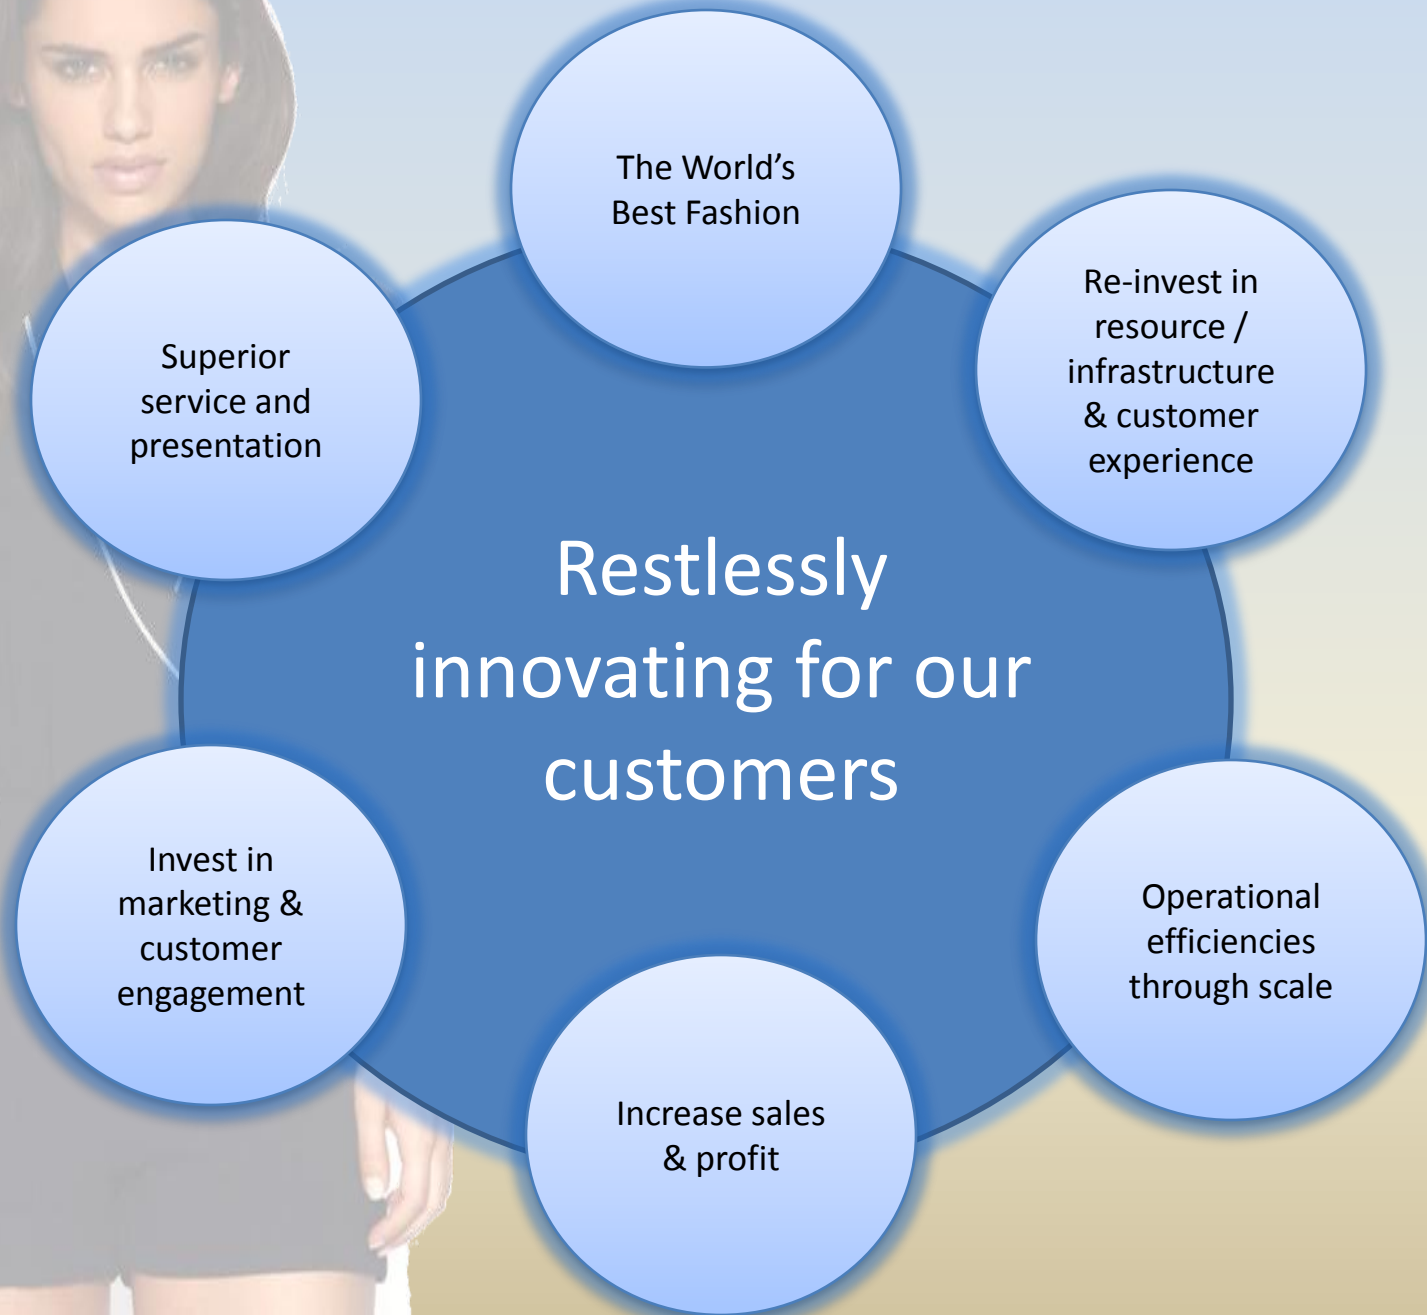 The World’s
Best Fashion
Re-invest in
resource /
infrastructure
& customer
experience
Superior
service and
presentation
Restlessly
innovating for our
customers
Invest in
marketing &
customer
engagement
Operational
efficiencies
through scale
Increase sales
& profit